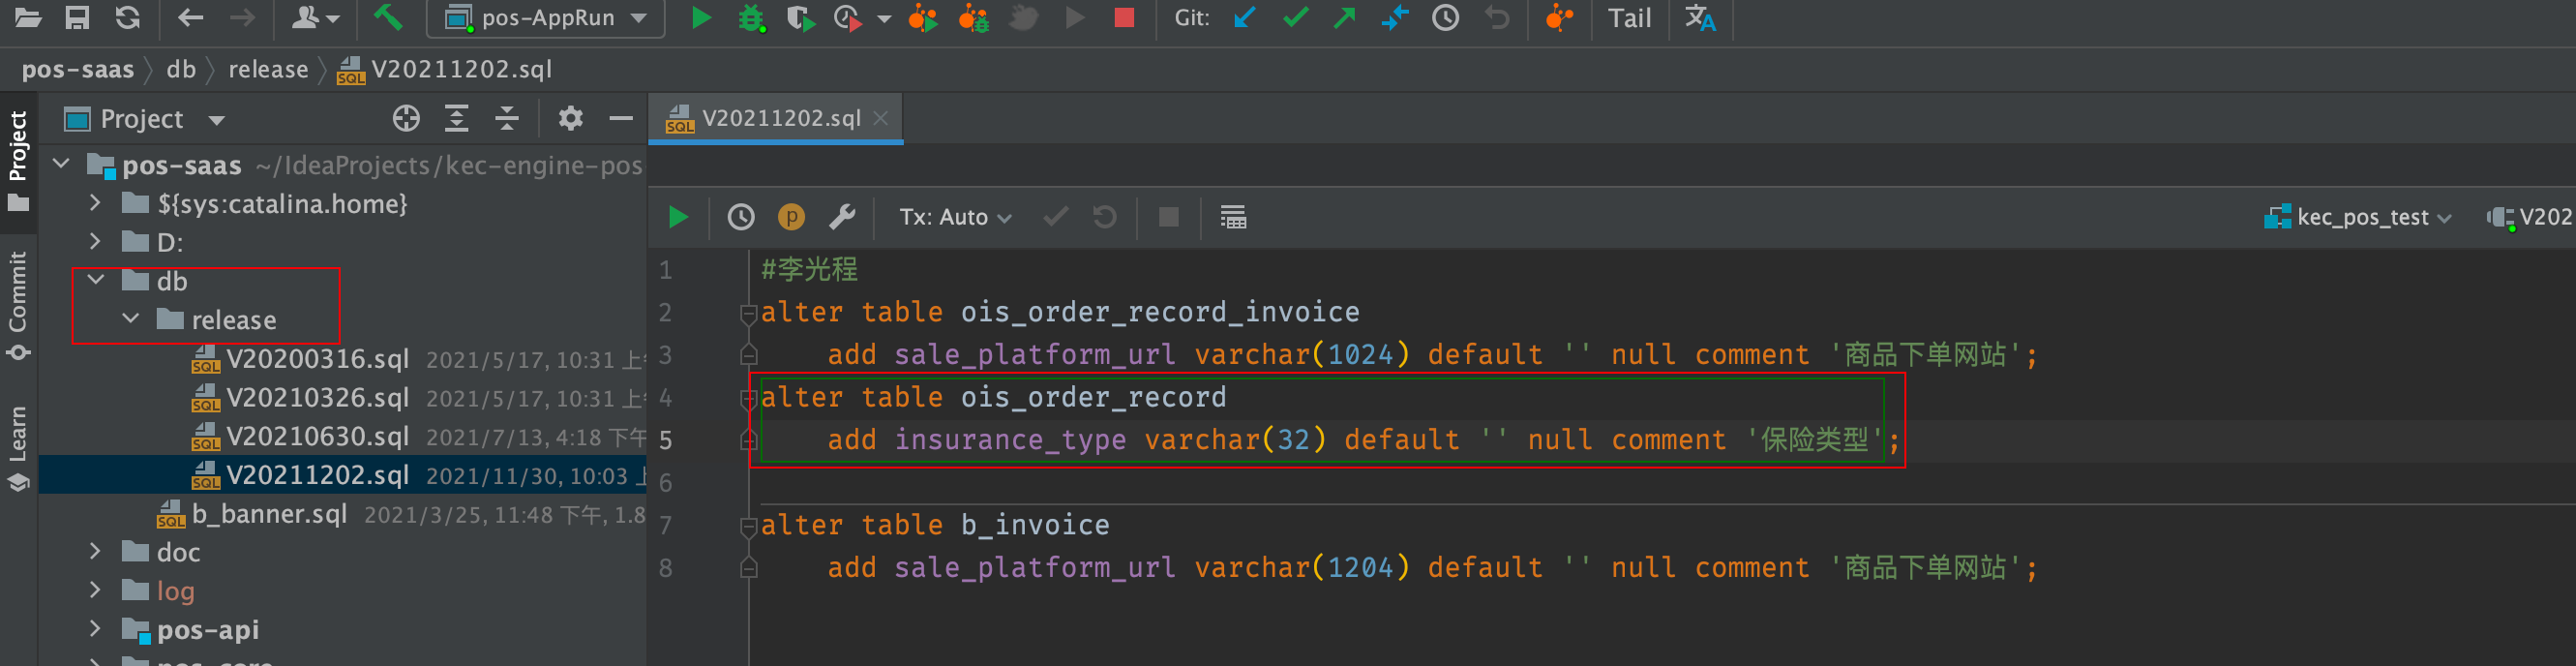 pos-AppRun
Git:
Tail
pos-saas
db
release
V20211202.sql
Project
V20211202.sql
Project
Commit
Learn
pos-saas ~/IdeaProjects/kec-engine-pos
${sys:catalina.home}
D:
db
release
V20200316.sql 2021/5/17, 10:31 上
V20210326.sql 2021/5/17, 10:31 上
V20210630.sql 2021/7/13, 4:18 下午
V20211202.sql 2021/11/30, 10:03
b_banner.sql 2021/3/25, 11:48 下午, 1.8
doc
log
pos-api
Tx: Auto
kec_pos_test
V202
1 #李光程
2 alter table ois_order_record_invoice
3 add sale_platform_url varchar(1024) default '' null comment '商品下单网站';
4 alter table ois_order_record
5 add insurance_type varchar(32) default '' null comment '保险类型';
6
7 alter table b_invoice
8 add sale_platform_url varchar(1204) default '' null comment '商品下单网站';